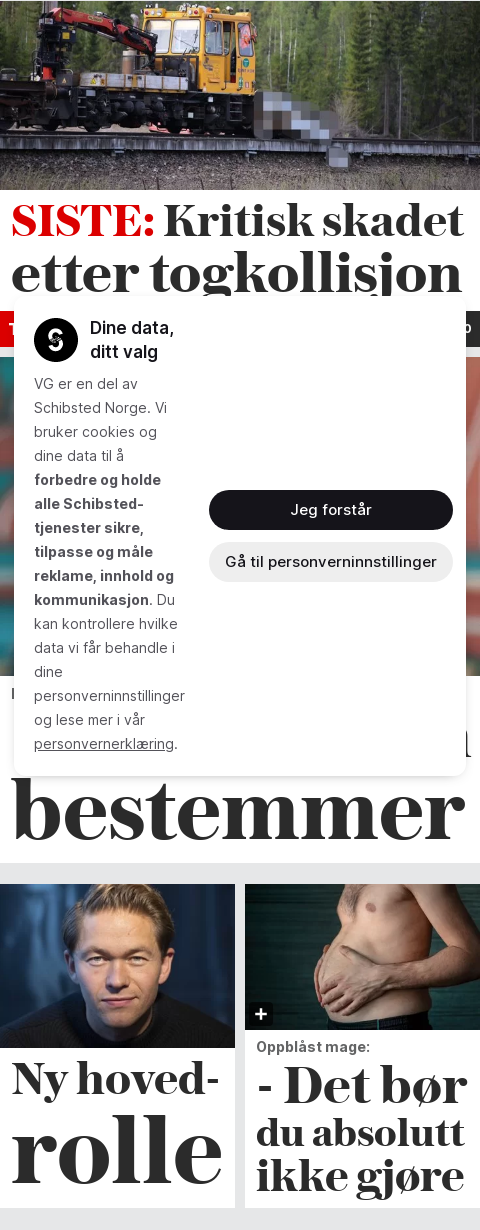 SISTE: Kritisk skadet
etter togkollisjon
Dine data,
ditt valg
VG er en del av
Schibsted Norge. Vi
bruker cookies og
dine data til å
forbedre og holde
alle Schibsted-
tjenester sikre,
tilpasse og måle
reklame, innhold og
kommunikasjon. Du
kan kontrollere hvilke
data vi får behandle i
dine
personverninnstillinger
og lese mer i vår
personvernerklæring.
Jeg forstår
Gå til personverninnstillinger
bestemmer
Ny hoved-
rolle
Oppblåst mage:
- Det bør
du absolutt
ikke gjøre